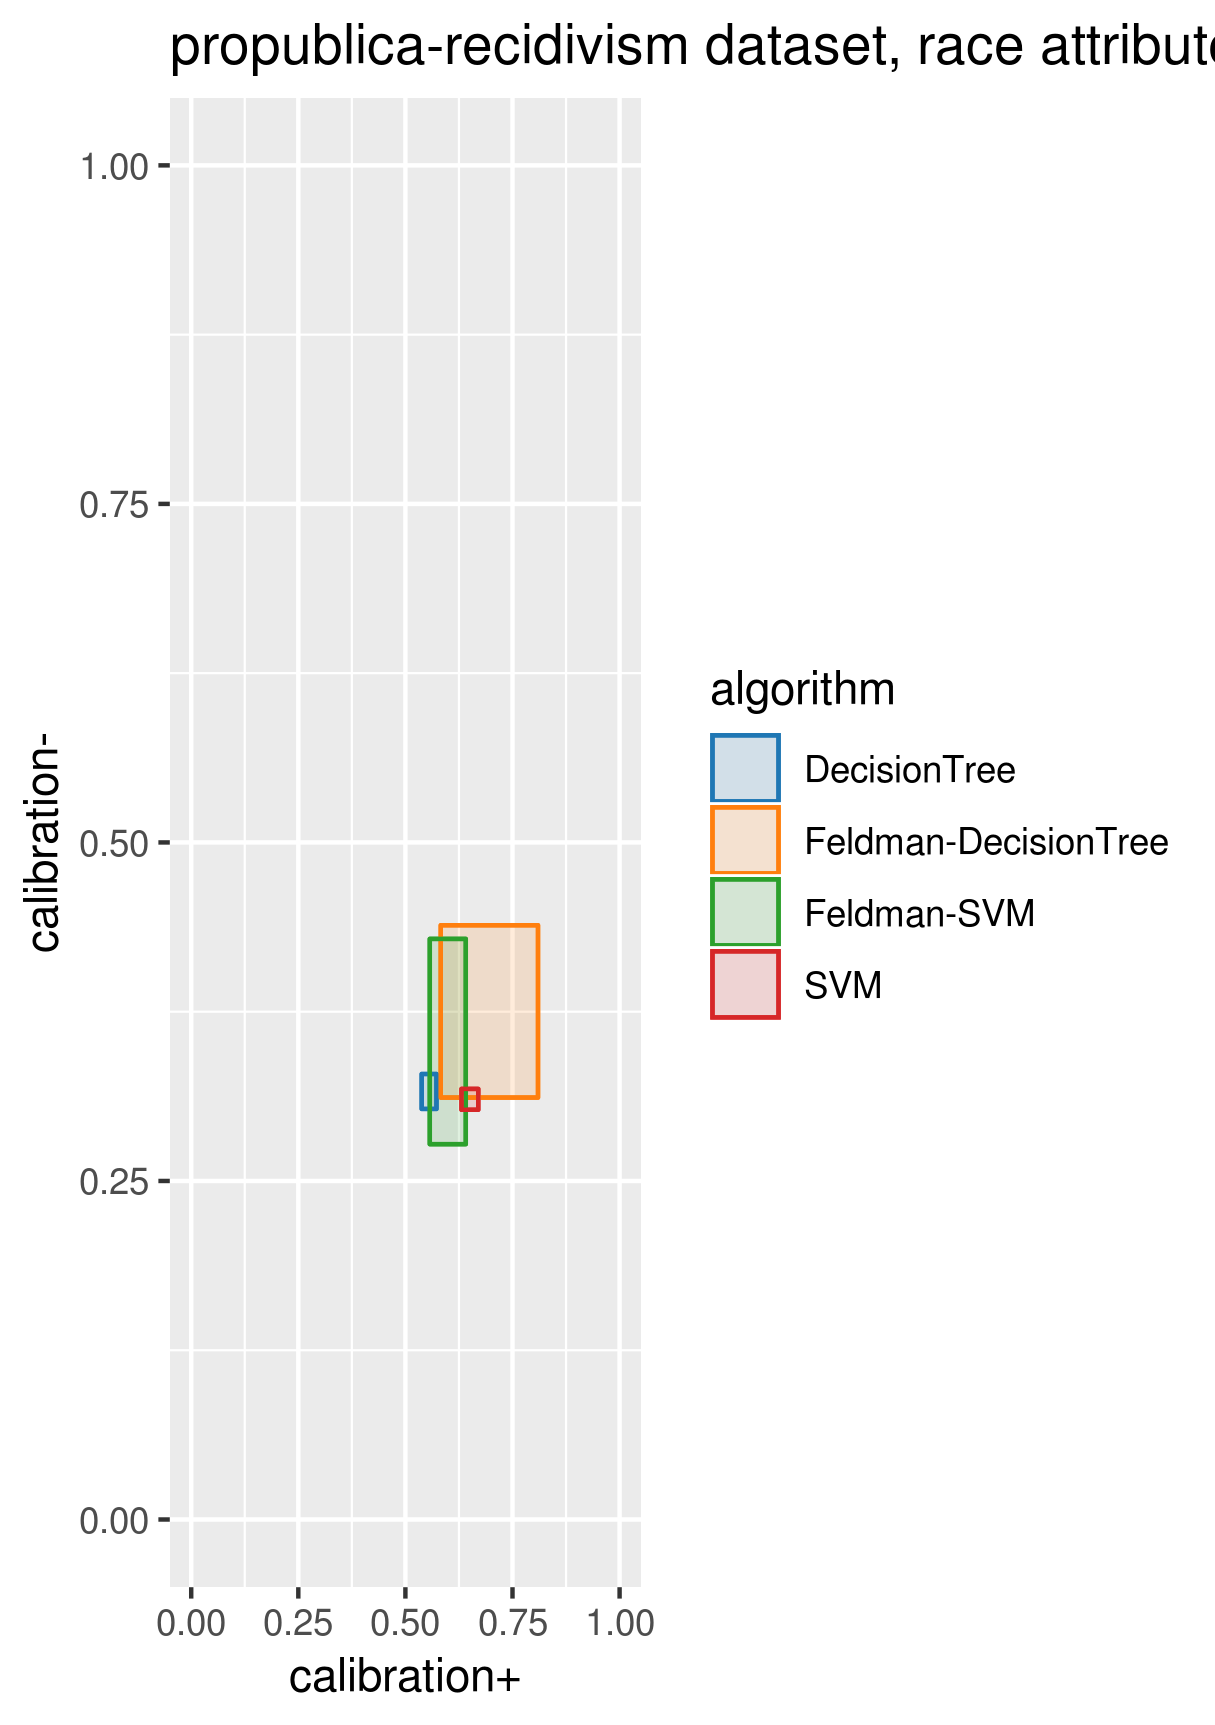 propublica-recidivism dataset, race attribute
1.00
0.75
0.50
0.25
0.00
calibration-
0.00 0.25 0.50 0.75 1.00
calibration+
algorithm
DecisionTree
Feldman-DecisionTree
Feldman-SVM
SVM